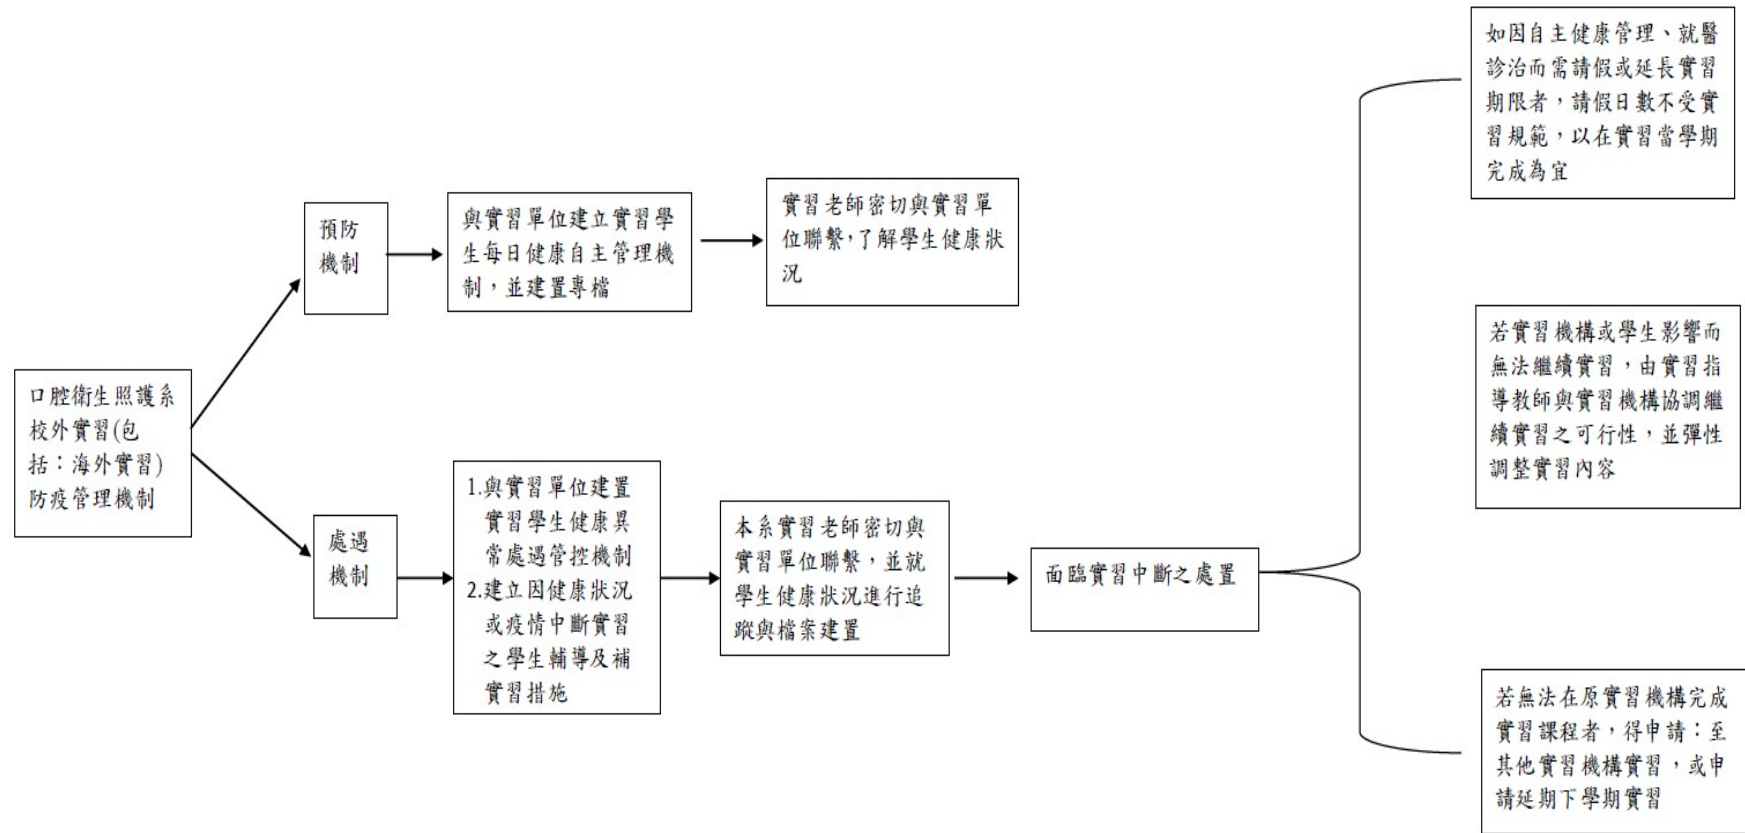 口腔衛生照護系
校外實習(包
括：海外實習)
防疫管理機制
預防
機制
與實習單位建立實習學
生每日健康自主管理機
制，並建置專檔
實習老師密切與實習單
位聯繫，了解學生健康狀
況
處遇
機制
1.與實習單位建置
實習學生健康異
常處遇管控機制
2.建立因健康狀況
或疫情中斷實習
之學生輔導及補
實習措施
本系實習老師密切與
實習單位聯繫，並就
學生健康狀況進行追
蹤與檔案建置
面臨實習中斷之處置
如因自主健康管理、就醫
診治而需請假或延長實習
期限者，請假日數不受實
習規範，以在實習當學期
完成為宜
若實習機構或學生影響而
無法繼續實習，由實習指
導教師與實習機構協調繼
續實習之可行性，並彈性
調整實習內容
若無法在原實習機構完成
實習課程者，得申請：至
其他實習機構實習，或申
請延期下學期實習